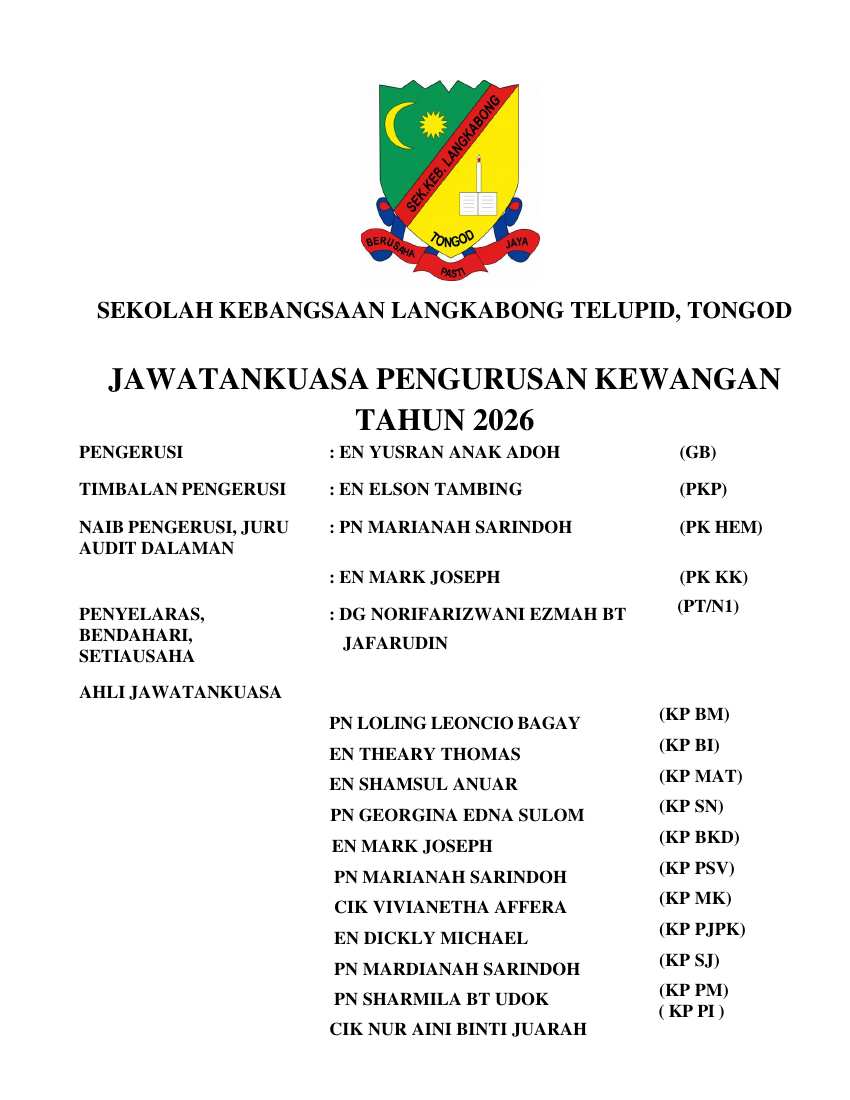 SEK.KEB. LANGKABONG
TONGOD
BERUSAHA
PASTI
JAYA
SEKOLAH KEBANGSAAN LANGKABONG TELUPID, TONGOD
JAWATANKUASA PENGURUSAN KEWANGAN
TAHUN 2026
PENGERUSI : EN YUSRAN ANAK ADOH (GB)
TIMBALAN PENGERUSI : EN ELSON TAMBING (PKP)
NAIB PENGERUSI, JURU : PN MARIANAH SARINDOH (PK HEM)
AUDIT DALAMAN
: EN MARK JOSEPH (PK KK)
PENYELARAS, : DG NORIFARIZWANI EZMAH BT (PT/N1)
BENDAHARI, JAFARUDIN
SETIAUSAHA
AHLI JAWATANKUASA
PN LOLING LEONCIO BAGAY (KP BM)
EN THEARY THOMAS (KP BI)
EN SHAMSUL ANUAR (KP MAT)
PN GEORGINA EDNA SULOM (KP SN)
EN MARK JOSEPH (KP BKD)
PN MARIANAH SARINDOH (KP PSV)
CIK VIVIANETHA AFFERA (KP MK)
EN DICKLY MICHAEL (KP PJPK)
PN MARDIANAH SARINDOH (KP SJ)
PN SHARMILA BT UDOK (KP PM)
CIK NUR AINI BINTI JUARAH ( KP PI )